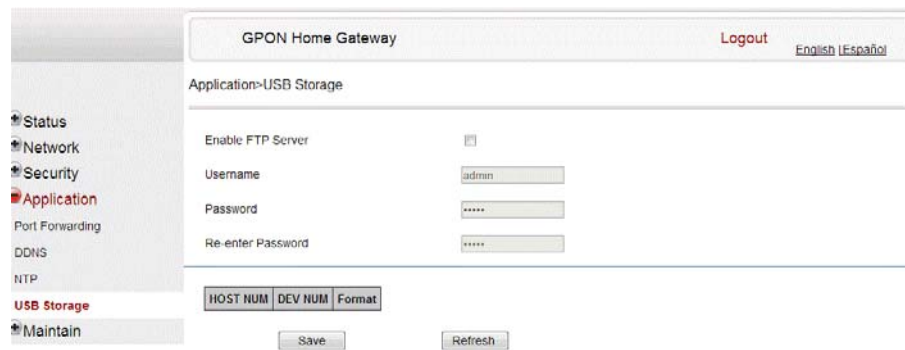 GPON Home Gateway
Logout
English |Español
Application>USB Storage
Status
Network
Security
Application
Port Forwarding
DDNS
NTP
USB Storage
Maintain
Enable FTP Server
Username
admin
Password
•••••
Re-enter Password
•••••
HOST NUM DEV NUM Format
Save
Refresh